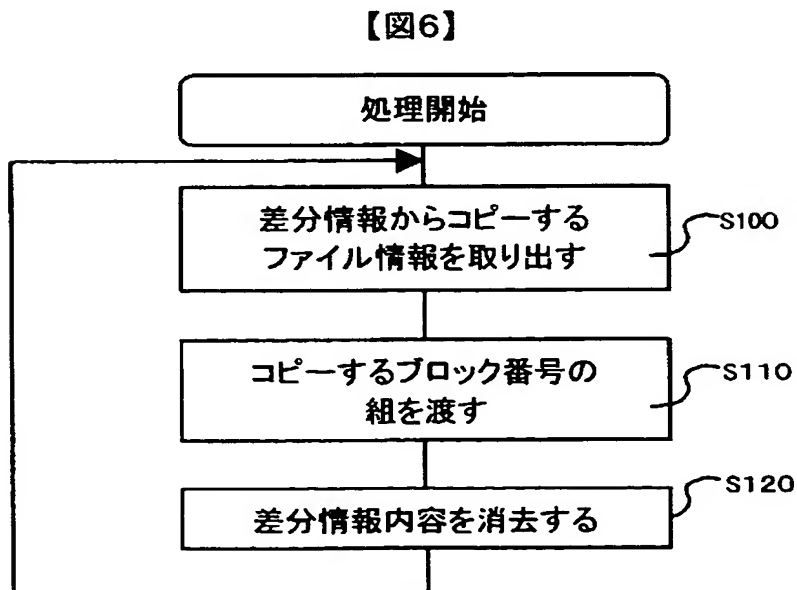 【図6】
処理開始
差分情報からコピーする
ファイル情報を取り出す
S100
コピーするブロック番号の
組を渡す
S110
差分情報内容を消去する
S120